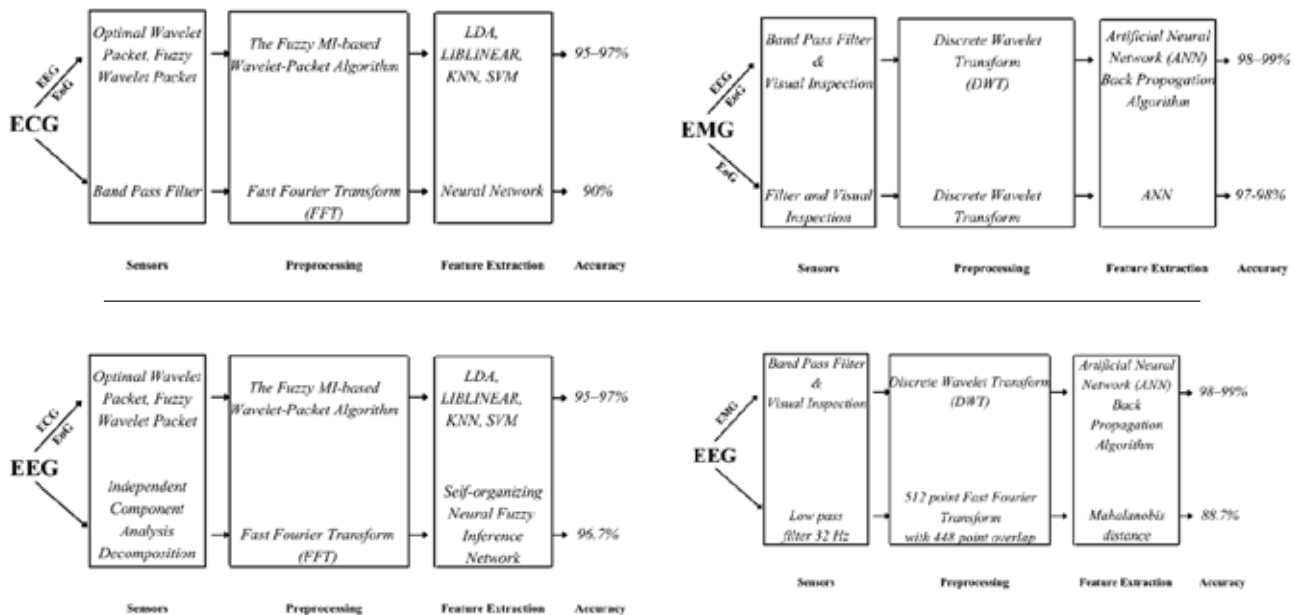 Optimal Wavelet
Packet, Fuzzy
Wavelet Packet
The Fuzzy MI-based
Wavelet-Packet Algorithm
LDA,
LIBLINEAR,
KNN, SVM
95–97%
EEG
EoG
ECG
Band Pass Filter
Fast Fourier Transform
(FFT)
Neural Network
90%
Sensors
Preprocessing
Feature Extraction
Accuracy
Band Pass Filter
&
Visual Inspection
Discrete Wavelet
Transform
(DWT)
Artificial Neural
Network (ANN)
Back Propogation
Algorithm
98–99%
EEG
EoG
EMG
EoG
Filter and Visual
Inspection
Discrete Wavelet
Transform
ANN
97-98%
Sensors
Preprocessing
Feature Extraction
Accuracy
Optimal Wavelet
Packet, Fuzzy
Wavelet Packet
The Fuzzy MI-based
Wavelet-Packet Algorithm
LDA,
LIBLINEAR,
KNN, SVM
95–97%
ECG
EoG
EEG
Independent
Component
Analysis
Decomposition
Fast Fourier Transform
(FFT)
Self-organizing
Neural Fuzzy
Inference
Network
96.7%
Sensors
Preprocessing
Feature Extraction
Accuracy
Band Pass Filter
&
Visual Inspection
Discrete Wavelet Transform
(DWT)
Artificial Neural
Network (ANN)
Back
Propagation
Algorithm
98–99%
EMG
EEG
Low pass
filter 32 Hz
512 point Fast Fourier
Transform
with 448 point overlap
Mahalanobis
distance
88.7%
Sensors
Preprocessing
Feature Extraction
Accuracy